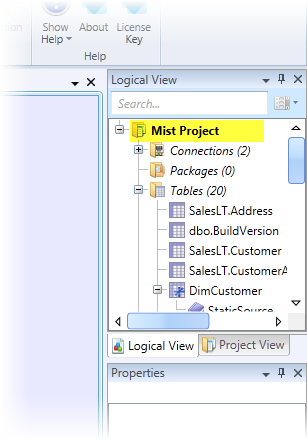 Show
Help
About
License
Key
Help
Logical View
Search...
Mist Project
Connections (2)
Packages (0)
Tables (20)
SalesLT.Address
dbo.BuildVersion
SalesLT.Customer
SalesLT.CustomerA
DimCustomer
StaticSource
Logical View
Project View
Properties